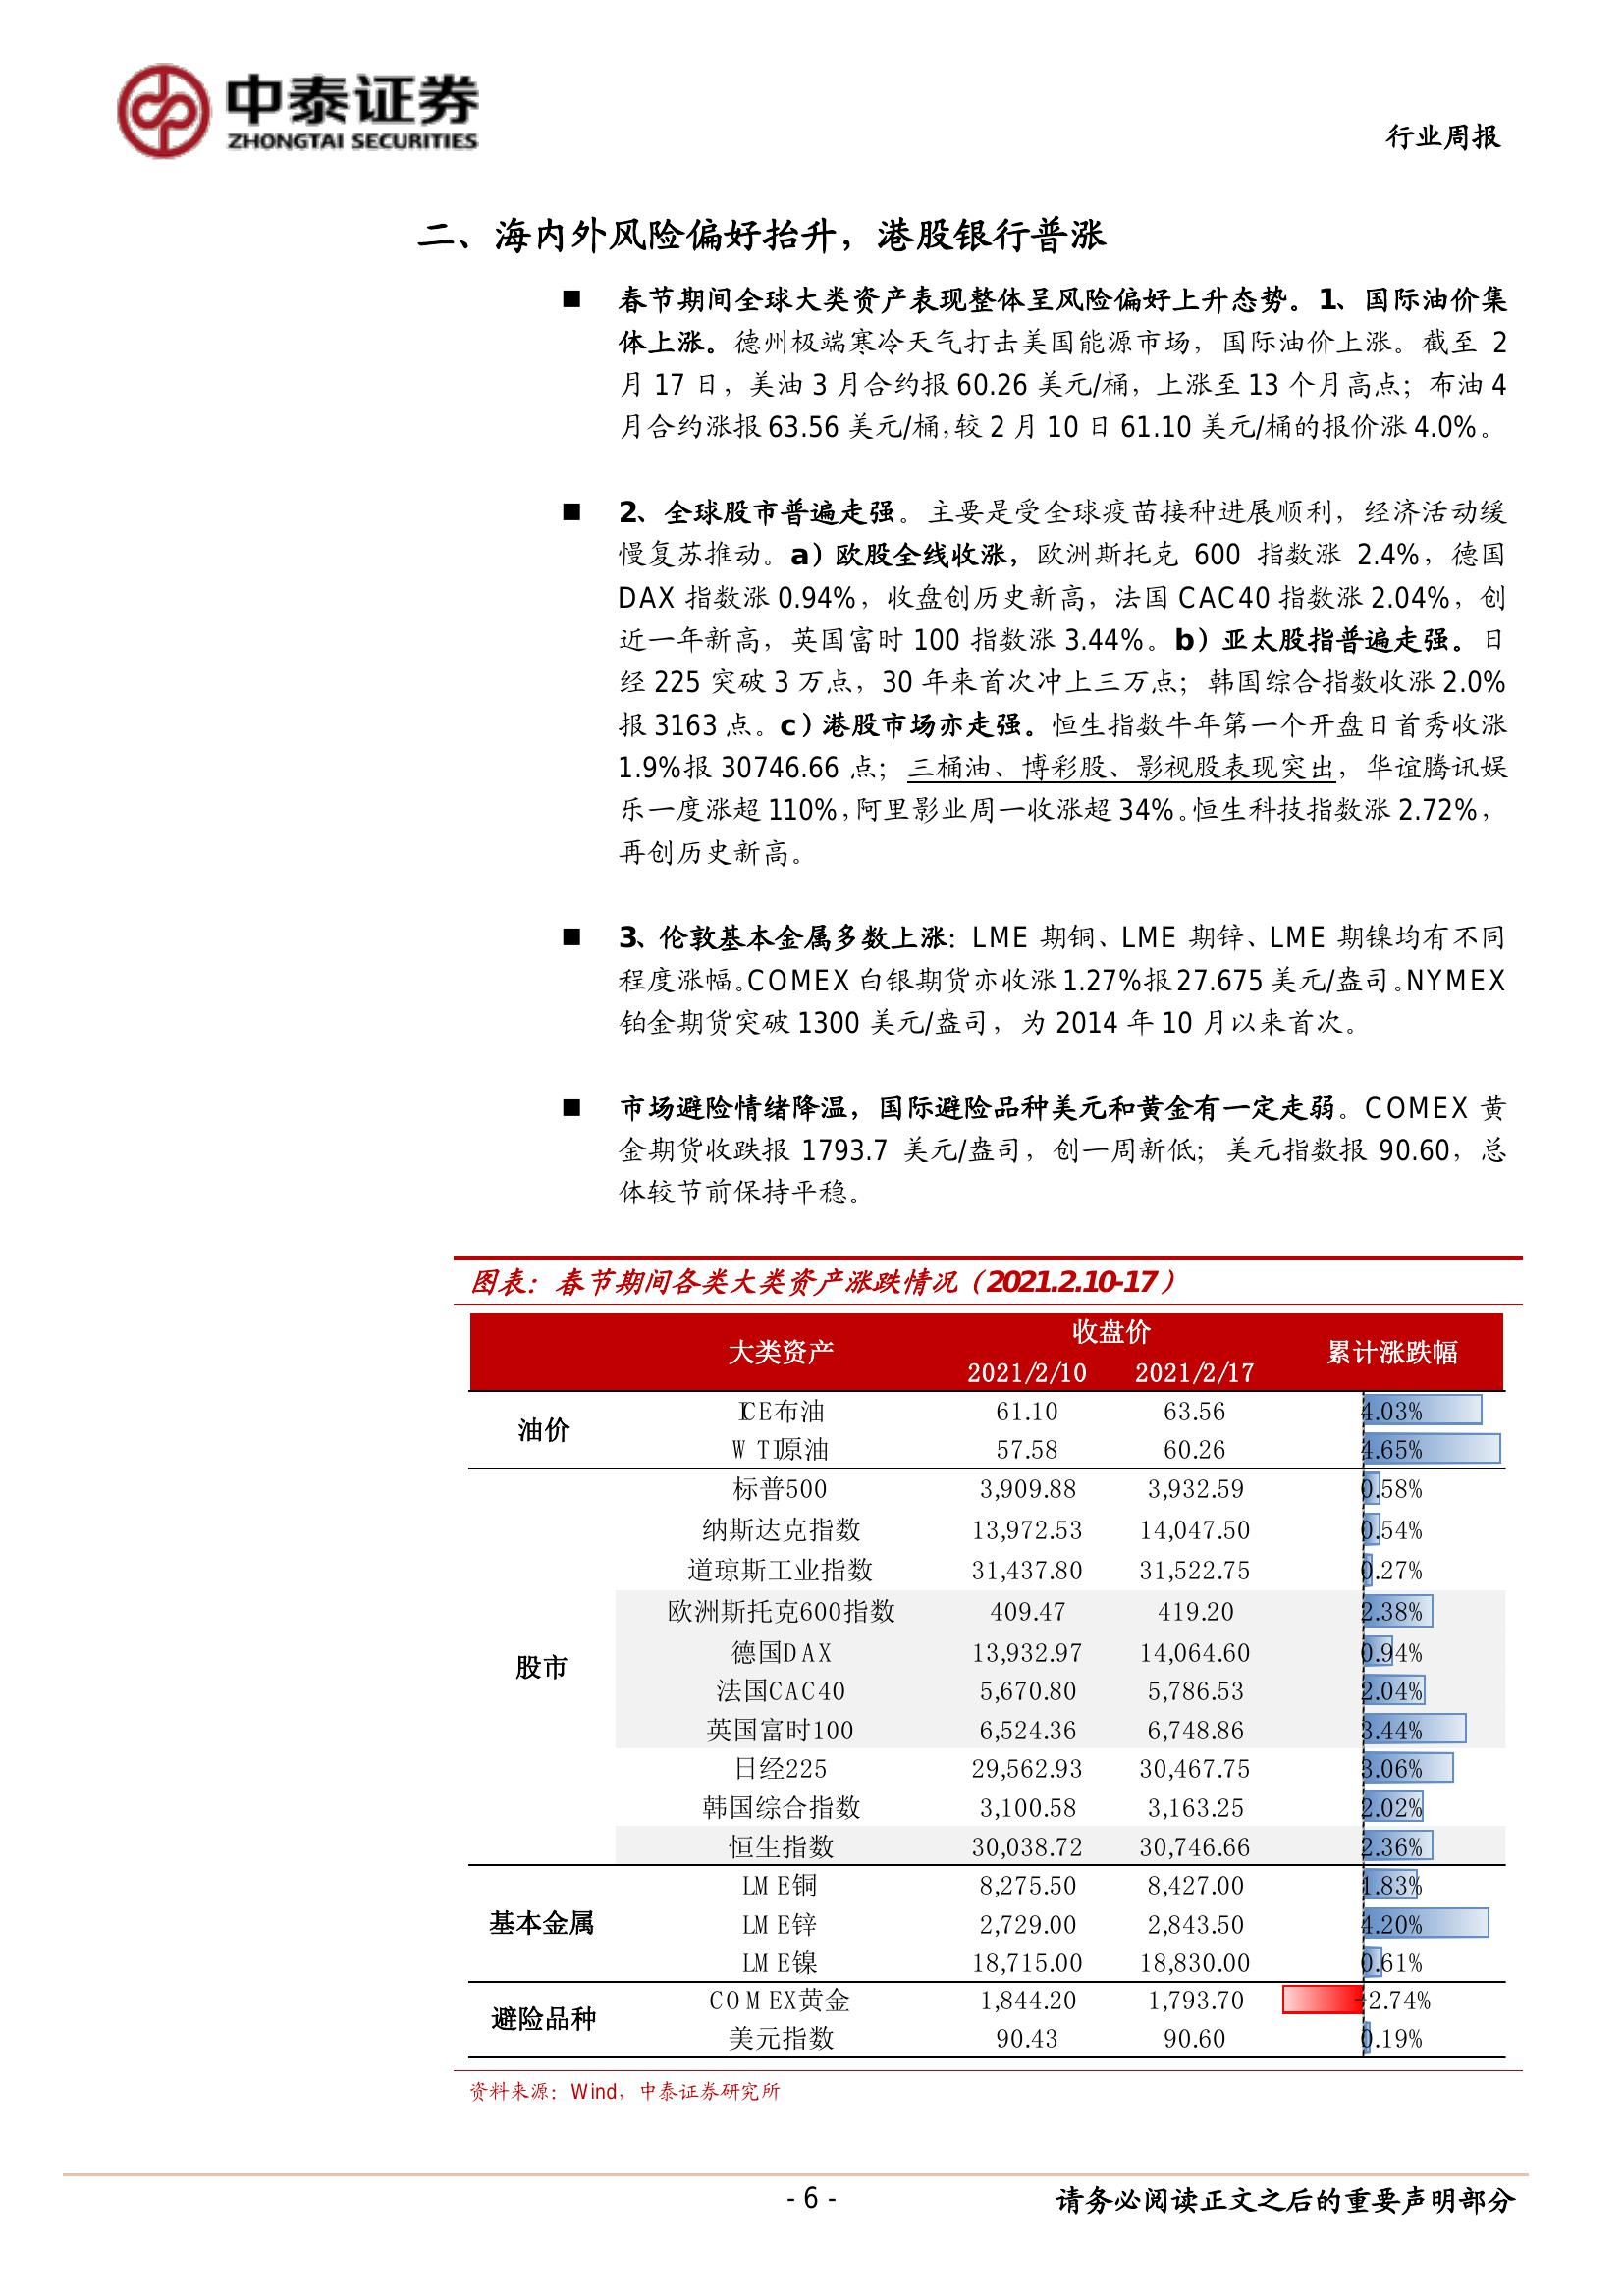 中泰证券
ZHONGTAI SECURITIES
行业周报
二、海内外风险偏好抬升，港股银行普涨
■ 春节期间全球大类资产表现整体呈风险偏好上升态势。1、国际油价集
体上涨。德州极端寒冷天气打击美国能源市场，国际油价上涨。截至 2
月 17 日，美油 3 月合约报 60.26 美元/桶，上涨至 13 个月高点；布油 4
月合约涨报 63.56 美元/桶，较 2 月 10 日 61.10 美元/桶的报价涨 4.0%。
■ 2、全球股市普遍走强。主要是受全球疫苗接种进展顺利，经济活动缓
慢复苏推动。a）欧股全线收涨，欧洲斯托克 600 指数涨 2.4%，德国
DAX 指数涨 0.94%，收盘创历史新高，法国 CAC40 指数涨 2.04%，创
近一年新高，英国富时 100 指数涨 3.44%。b）亚太股指普遍走强。日
经 225 突破 3 万点，30 年来首次冲上三万点；韩国综合指数收涨 2.0%
报 3163 点。c）港股市场亦走强。恒生指数牛年第一个开盘日首秀收涨
1.9%报 30746.66 点；三桶油、博彩股、影视股表现突出，华谊腾讯娱
乐一度涨超 110%，阿里影业周一收涨超 34%。恒生科技指数涨 2.72%，
再创历史新高。
■ 3、伦敦基本金属多数上涨：LME 期铜、LME 期锌、LME 期镍均有不同
程度涨幅。COMEX 白银期货亦收涨 1.27%报 27.675 美元/盎司。NYMEX
铂金期货突破 1300 美元/盎司，为 2014 年 10 月以来首次。
■ 市场避险情绪降温，国际避险品种美元和黄金有一定走弱。COMEX 黄
金期货收跌报 1793.7 美元/盎司，创一周新低；美元指数报 90.60，总
体较节前保持平稳。
图表：春节期间各类大类资产涨跌情况（2021.2.10-17）
大类资产 收盘价 累计涨跌幅
2021/2/10 2021/2/17
油价
ICE布油 61.10 63.56 4.03%
WTI原油 57.58 60.26 4.65%
股市
标普500 3,909.88 3,932.59 0.58%
纳斯达克指数 13,972.53 14,047.50 0.54%
道琼斯工业指数 31,437.80 31,522.75 0.27%
欧洲斯托克600指数 409.47 419.20 2.38%
德国DAX 13,932.97 14,064.60 0.94%
法国CAC40 5,670.80 5,786.53 2.04%
英国富时100 6,524.36 6,748.86 3.44%
日经225 29,562.93 30,467.75 3.06%
韩国综合指数 3,100.58 3,163.25 2.02%
恒生指数 30,038.72 30,746.66 2.36%
基本金属
LME铜 8,275.50 8,427.00 1.83%
LME锌 2,729.00 2,843.50 4.20%
LME镍 18,715.00 18,830.00 0.61%
避险品种
COMEX黄金 1,844.20 1,793.70 -2.74%
美元指数 90.43 90.60 0.19%
资料来源：Wind，中泰证券研究所
- 6 -
请务必阅读正文之后的重要声明部分